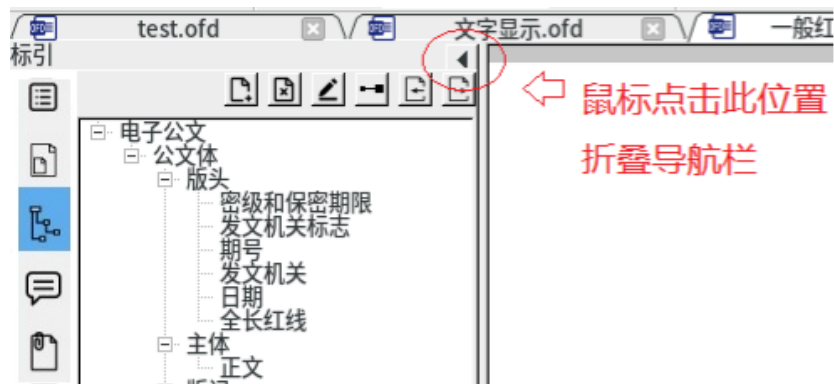 test.ofd
文字显示.ofd
一般红
标引
鼠标点击此位置
折叠导航栏
电子公文
公文体
版头
密级和保密期限
发文机关标志
期号
发文机关
日期
全长红线
主体
正文